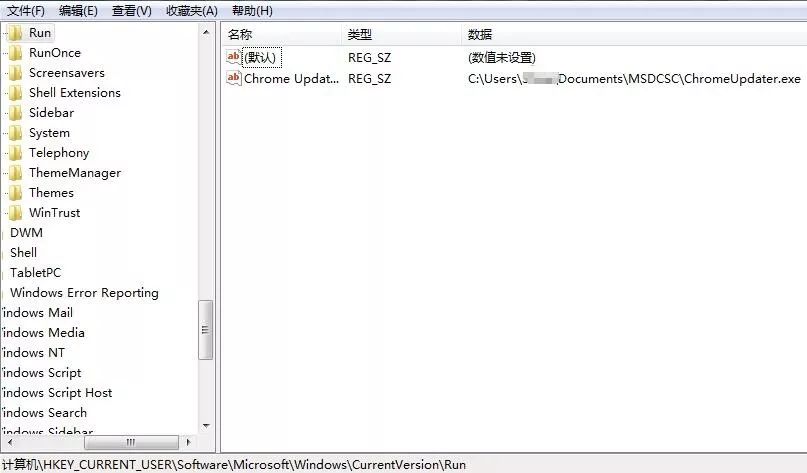 文件(F) 编辑(E) 查看(V) 收藏夹(A) 帮助(H)
Run
RunOnce
Screensavers
Shell Extensions
Sidebar
System
Telephony
ThemeManager
Themes
WinTrust
DWM
Shell
TabletPC
Windows Error Reporting
indows Mail
indows Media
indows NT
indows Script
indows Script Host
indows Search
indows Sidebar
名称 类型 数据
ab (默认) REG_SZ (数值未设置)
ab Chrome Updat... REG_SZ C:\Users\ Documents\MSDCSC\ChromeUpdater.exe
计算机\HKEY_CURRENT_USER\Software\Microsoft\Windows\CurrentVersion\Run